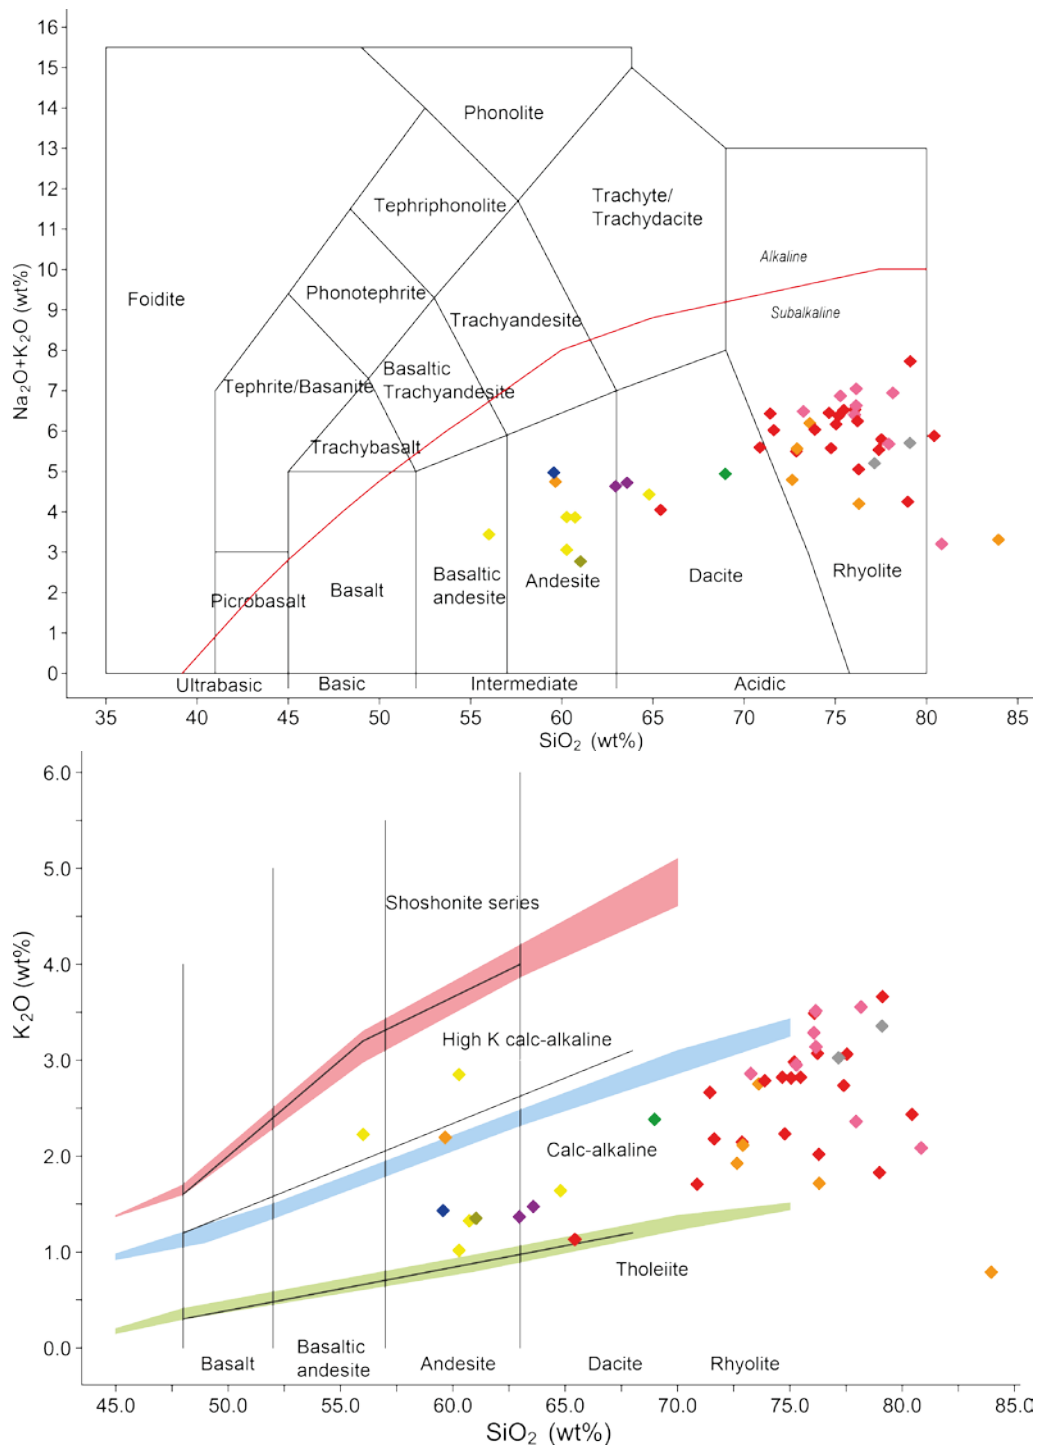 16
15
14
13
12
11
10
9
8
7
6
5
4
3
2
1
0
Na₂O+K₂O (wt%)
Phonolite
Trachyte/
Trachydacite
Tephriphonolite
Alkaline
Foidite
Phonotephrite
Subalkaline
Trachyandesite
Basaltic
Trachyandesite
Tephrite/Basanite
Trachybasalt
Basalt
Basaltic
andesite
Andesite
Dacite
Rhyolite
Picrobasalt
Ultrabasic
Basic
Intermediate
Acidic
35 40 45 50 55 60 65 70 75 80 85
SiO₂ (wt%)
6.0
5.0
4.0
3.0
2.0
1.0
0.0
K₂O (wt%)
Shoshonite series
High K calc-alkaline
Calc-alkaline
Tholeiite
Basalt
Basaltic
andesite
Andesite
Dacite
Rhyolite
45.0 50.0 55.0 60.0 65.0 70.0 75.0 80.0 85.0
SiO₂ (wt%)